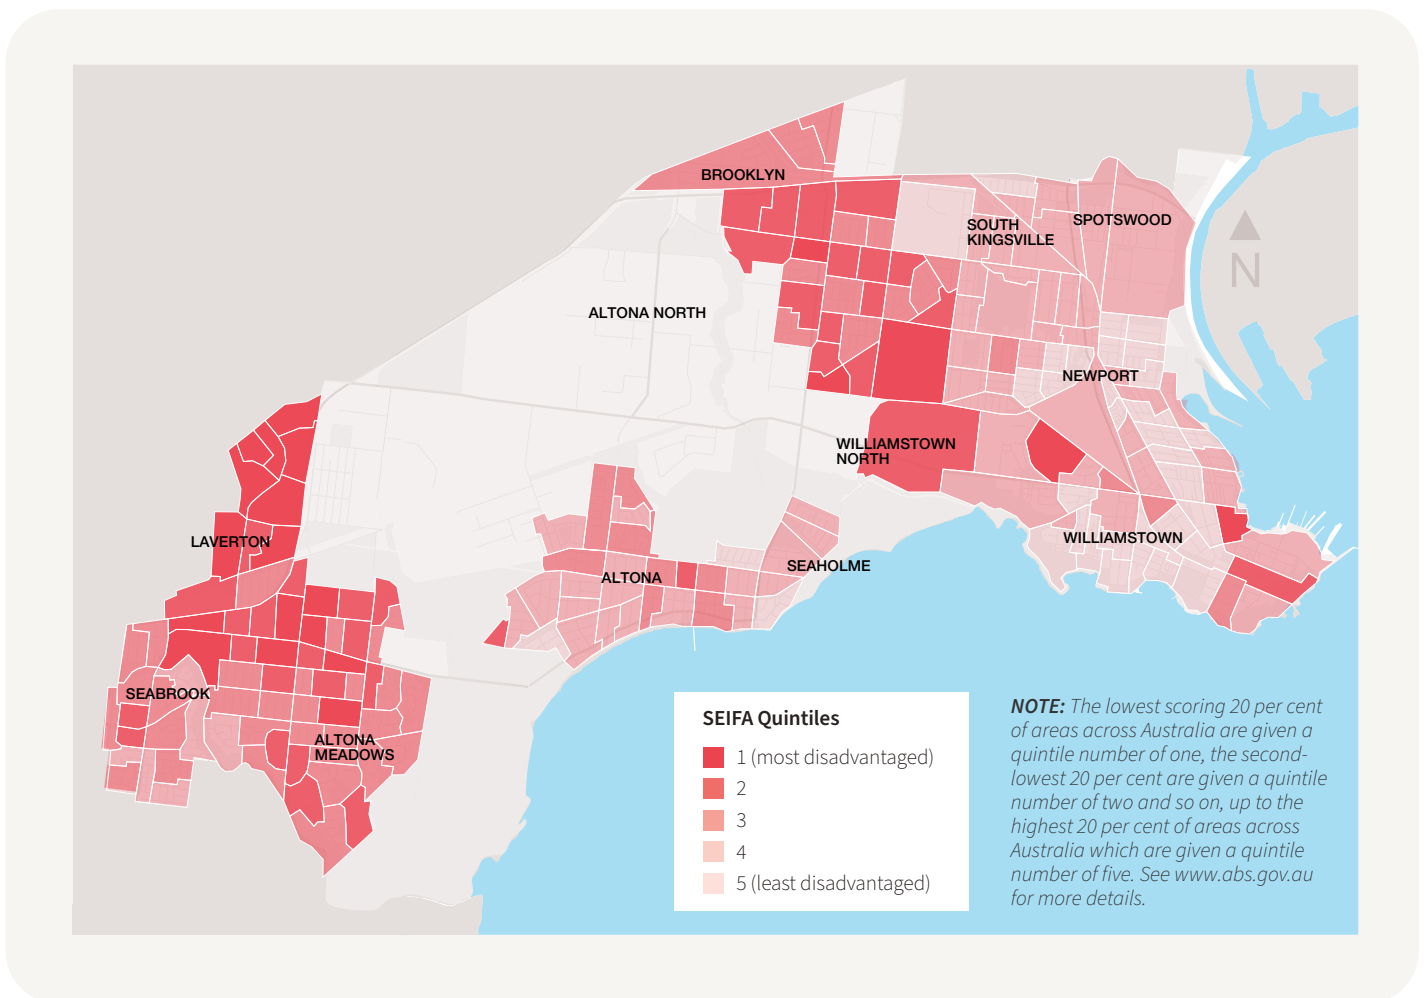 BROOKLYN
SPOTSWOOD
SOUTH
KINGSVILLE
N
ALTONA NORTH
NEWPORT
WILLIAMSTOWN
NORTH
LAVERTON
WILLIAMSTOWN
SEAHOLME
ALTONA
SEABROOK
ALTONA
MEADOWS
SEIFA Quintiles
1 (most disadvantaged)
2
3
4
5 (least disadvantaged)
NOTE: The lowest scoring 20 per cent
of areas across Australia are given a
quintile number of one, the second-
lowest 20 per cent are given a quintile
number of two and so on, up to the
highest 20 per cent of areas across
Australia which are given a quintile
number of five. See www.abs.gov.au
for more details.